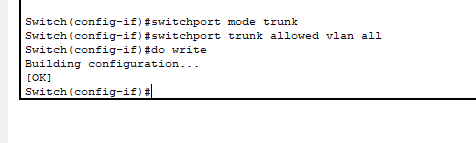 Switch(config-if)#switchport mode trunk
Switch(config-if)#switchport trunk allowed vlan all
Switch(config-if)#do write
Building configuration...
[OK]
Switch(config-if)#